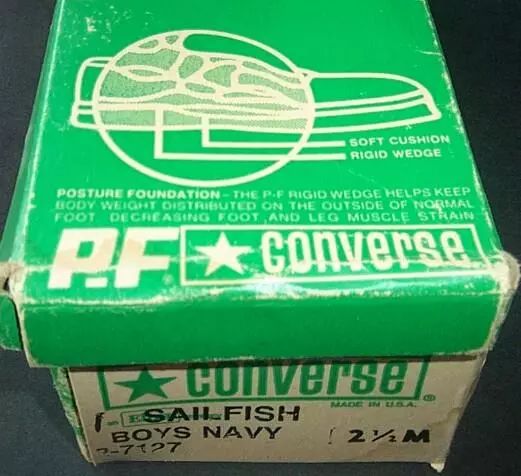 SOFT CUSHION
RIGID WEDGE
POSTURE FOUNDATION - THE P-F RIGID WEDGE HELPS KEEP
BODY WEIGHT DISTRIBUTED ON THE OUTSIDE OF NORMAL
FOOT DECREASING FOOT AND LEG MUSCLE STRAIN
P.F ★ converse
★ converse ®
MADE IN U.S.A.
SAILFISH
BOYS NAVY 2½ M
7127